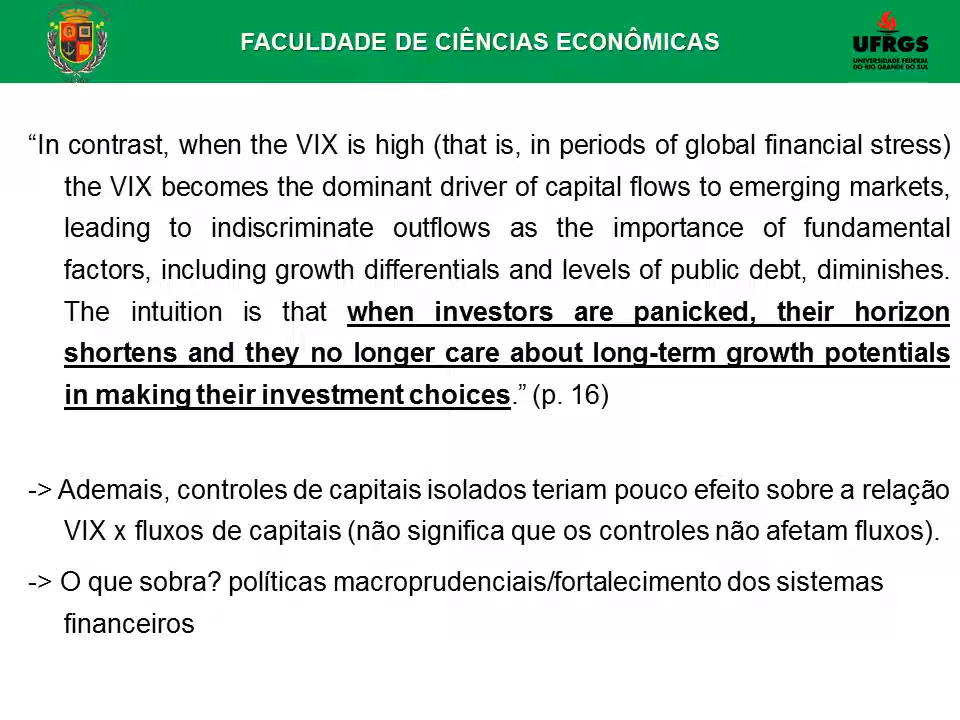 FACULDADE DE CIÊNCIAS ECONÔMICAS
UFRGS
UNIVERSIDADE FEDERAL
DO RIO GRANDE DO SUL
“In contrast, when the VIX is high (that is, in periods of global financial stress)
the VIX becomes the dominant driver of capital flows to emerging markets,
leading to indiscriminate outflows as the importance of fundamental
factors, including growth differentials and levels of public debt, diminishes.
The intuition is that when investors are panicked, their horizon
shortens and they no longer care about long-term growth potentials
in making their investment choices.” (p. 16)
-> Ademais, controles de capitais isolados teriam pouco efeito sobre a relação
VIX x fluxos de capitais (não significa que os controles não afetam fluxos).
-> O que sobra? políticas macroprudenciais/fortalecimento dos sistemas
financeiros